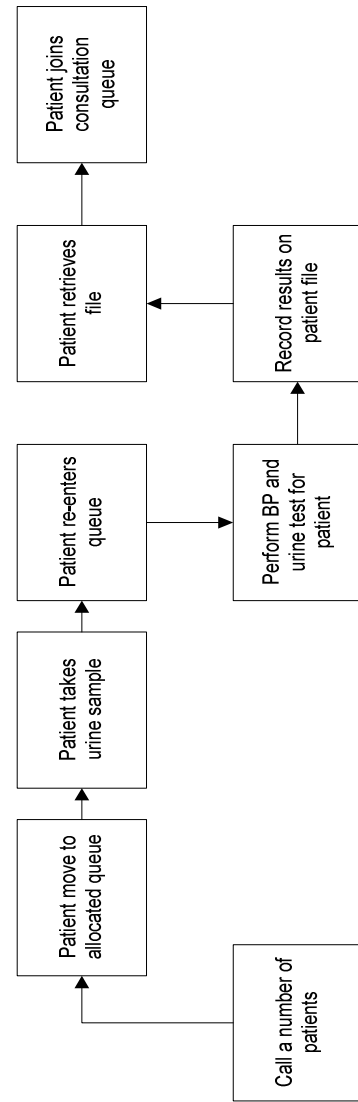 Call a number of
patients
Patient move to
allocated queue
Patient takes
urine sample
Patient re-enters
queue
Perform BP and
urine test for
patient
Record results on
patient file
Patient retrieves
file
Patient joins
consultation
queue